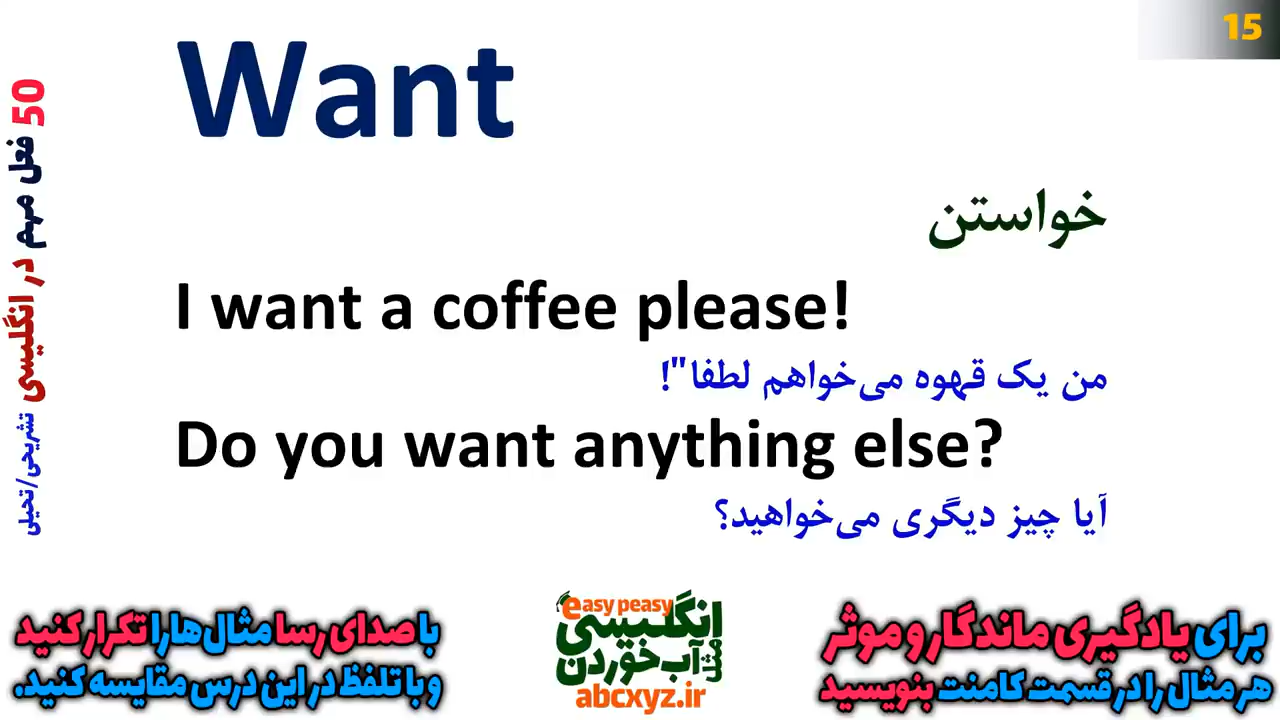 15
Want
خواستن
I want a coffee please!
من یک قهوه می‌خواهم لطفا"!
Do you want anything else?
آیا چیز دیگری می‌خواهید؟
50 فعل مهم در انگلیسی تشریحی/تحیلی
برای یادگیری ماندگار و موثر
هر مثال را در قسمت کامنت بنویسید
easy peasy
انگلیسی
مثل
آب خوردن
abcxyz.ir
با صدای رسا مثال‌ها را تکرار کنید
و با تلفظ در این درس مقایسه کنید.